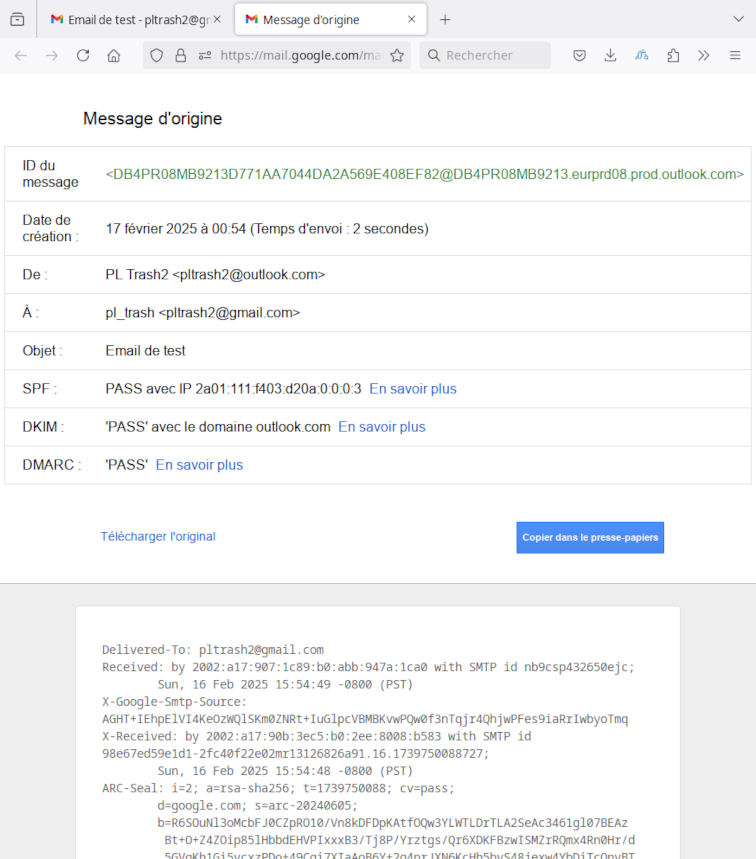 Email de test - pltrash2@gr
Message d'origine
https://mail.google.com/ma
Rechercher
Message d'origine
ID du message
<DB4PR08MB9213D771AA7044DA2A569E408EF82@DB4PR08MB9213.eurprd08.prod.outlook.com>
Date de création :
17 février 2025 à 00:54 (Temps d'envoi : 2 secondes)
De : PL Trash2 <pltrash2@outlook.com>
À : pl_trash <pltrash2@gmail.com>
Objet : Email de test
SPF : PASS avec IP 2a01:111:f403:d20a:0:0:0:3 En savoir plus
DKIM : 'PASS' avec le domaine outlook.com En savoir plus
DMARC : 'PASS' En savoir plus
Télécharger l'original
Copier dans le presse-papiers
Delivered-To: pltrash2@gmail.com
Received: by 2002:a17:907:1c89:b0:abb:947a:1ca0 with SMTP id nb9csp432650ejc;
Sun, 16 Feb 2025 15:54:49 -0800 (PST)
X-Google-Smtp-Source:
AGHT+IEhpElVI4KeOzWQlSKm0ZNRt+IuGlpcVBMBKvwPQw0f3nTqjr4QhjwPFes9iaRrIwbyoTmq
X-Received: by 2002:a17:90b:3ec5:b0:2ee:8008:b583 with SMTP id
98e67ed59e1d1-2fc40f22e02mr13126826a91.16.1739750088727;
Sun, 16 Feb 2025 15:54:48 -0800 (PST)
ARC-Seal: i=2; a=rsa-sha256; t=1739750088; cv=pass;
d=google.com; s=arc-20240605;
b=R6SOuNl3oMcbFJ0CZpRO10/Vn8kDFDpKAtfOQw3YLWTLDrTLA2SeAc3461gl07BEAz
Bt+O+Z4ZOip85lHbbdEHVPIxxxB3/Tj8P/Yrztgs/Qr6XDKFBzwISMZrRQmx4Rn0Hr/d